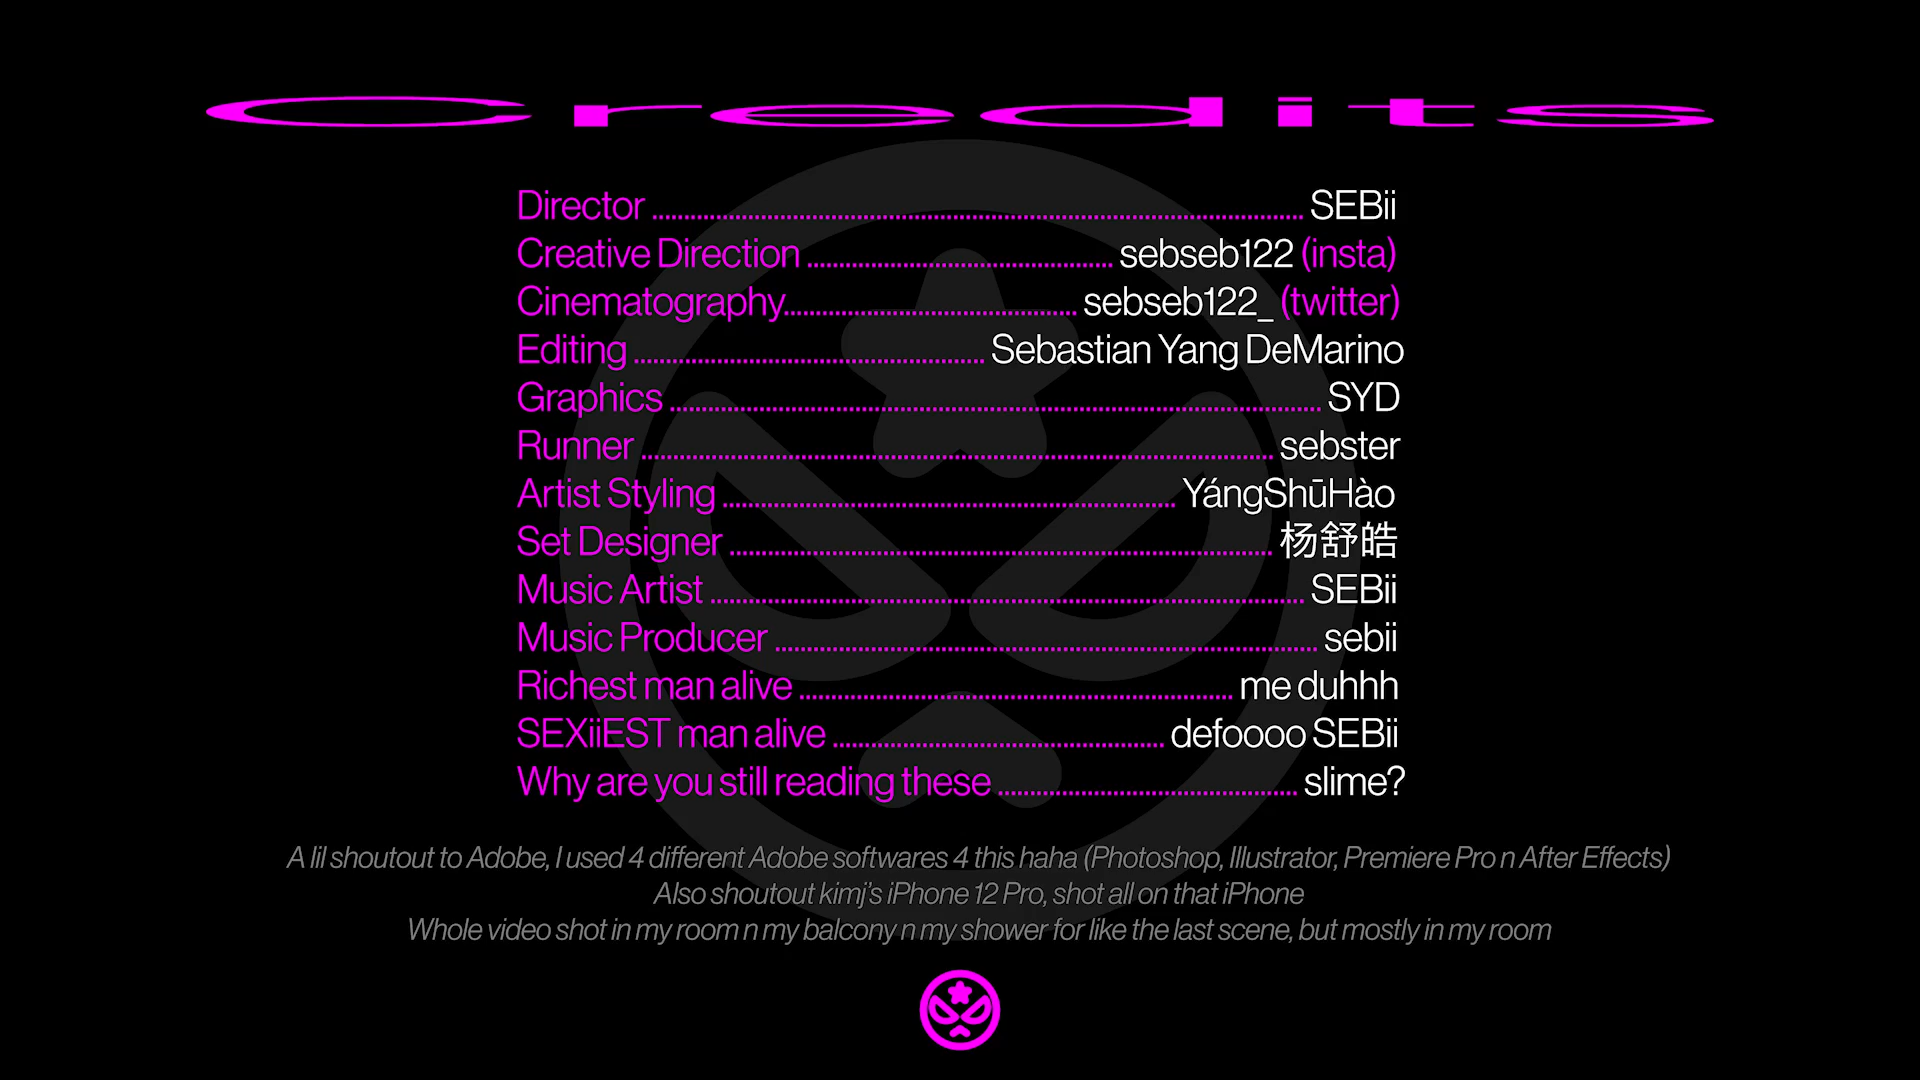 Credits
Director ........ SEBii
Creative Direction ........ sebseb122 (insta)
Cinematography........ sebseb122_ (twitter)
Editing ........ Sebastian Yang DeMarino
Graphics ........ SYD
Runner ........ sebster
Artist Styling ........ YángShūHào
Set Designer ........ 杨舒皓
Music Artist ........ SEBii
Music Producer ........ sebii
Richest man alive ........ me duhhh
SEXiiEST man alive ........ defoooo SEBii
Why are you still reading these ........ slime?
A lil shoutout to Adobe, I used 4 different Adobe softwares 4 this haha (Photoshop, Illustrator, Premiere Pro n After Effects)
Also shoutout kimj's iPhone 12 Pro, shot all on that iPhone
Whole video shot in my room n my balcony n my shower for like the last scene, but mostly in my room